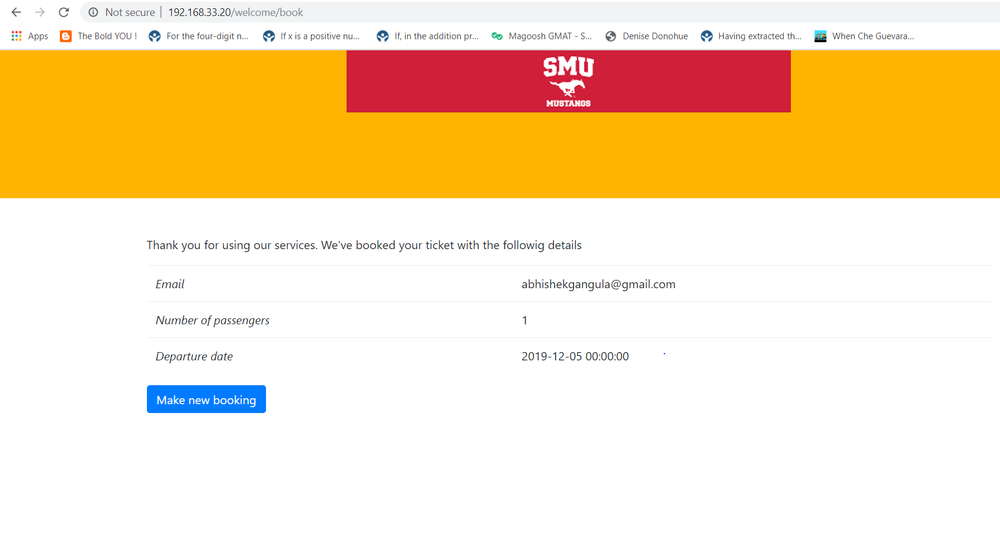 Not secure | 192.168.33.20/welcome/book
Apps The Bold YOU ! For the four-digit n... If x is a positive nu... If, in the addition pr... Magoosh GMAT - S... Denise Donohue Having extracted th... When Che Guevara...
SMU
MUSTANGS
Thank you for using our services. We've booked your ticket with the followig details
Email abhishekgangula@gmail.com
Number of passengers 1
Departure date 2019-12-05 00:00:00
Make new booking